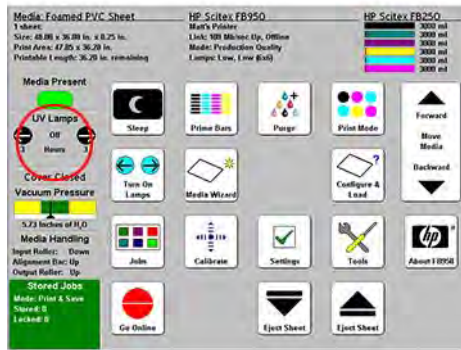 Media: Foamed PVC Sheet
1 sheet:
Size: 48.00 x 36.00 in. x 0.25 in.
Print Area: 47.85 x 36.20 in.
Printable Length: 36.20 in. remaining
HP Scitex FB950
Matt's Printer
Link: 100 Mb/sec Up, Offline
Mode: Production Quality
Lamps: Low, Low (6x6)
HP Scitex FB250
3000 ml
3000 ml
3000 ml
3000 ml
3000 ml
3000 ml
Media Present
UV Lamps
Off
3 Hours 3
Cover Closed
Vacuum Pressure
5.73 Inches of H2O
Media Handling
Input Roller: Down
Alignment Bar: Up
Output Roller: Up
Stored Jobs
Mode: Print & Save
Stored: 0
Locked: 0
Sleep
Prime Bars
Purge
Print Mode
Forward
Move
Media
Backward
Turn On
Lamps
Media Wizard
?
Configure &
Load
Jobs
Calibrate
Settings
Tools
hp
About FB950
Go Online
Eject Sheet
Eject Sheet